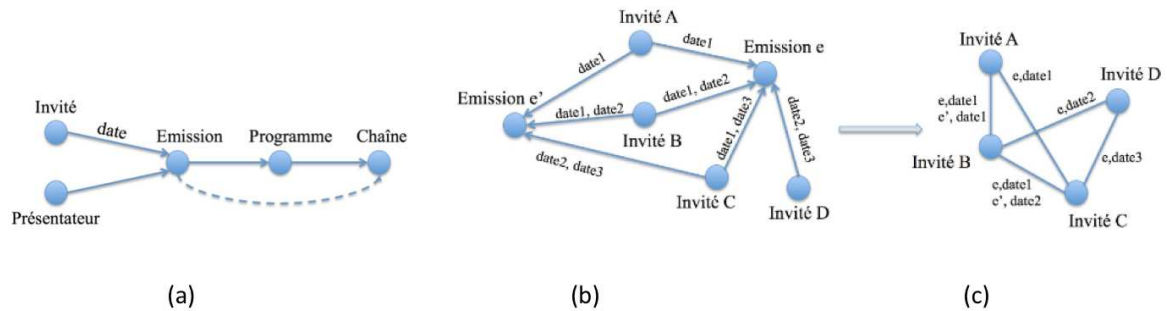 Invité
date
Emission
Programme
Chaîne
Présentateur
(a)
Invité A
date1
date1
Emission e
Emission e'
date1, date2
date1, date2
Invité B
date1, date3
date2, date3
date2, date3
Invité C
Invité D
(b)
Invité A
e,date1
Invité D
e,date1
e', date1
e,date2
Invité B
e,date3
e,date1
e', date2
Invité C
(c)